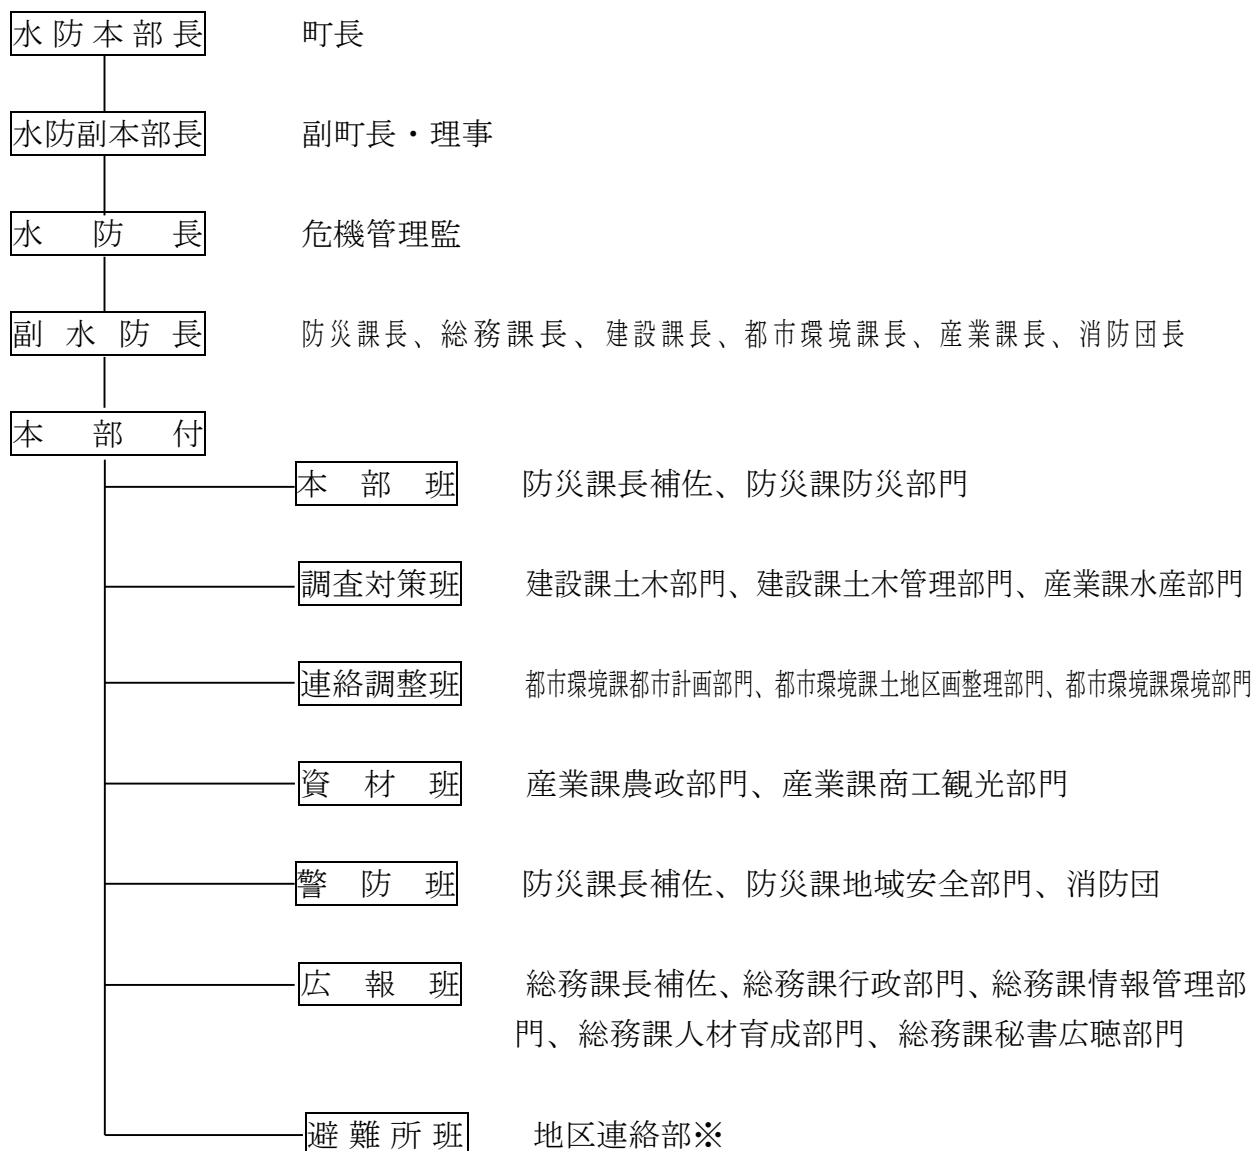 水防本部長 町長
水防副本部長 副町長・理事
水防長 危機管理監
副水防長 防災課長、総務課長、建設課長、都市環境課長、産業課長、消防団長
本部付
本部班 防災課長補佐、防災課防災部門
調査対策班 建設課土木部門、建設課土木管理部門、産業課水産部門
連絡調整班 都市環境課都市計画部門、都市環境課土地区画整理部門、都市環境課環境部門
資材班 産業課農政部門、産業課商工観光部門
警防班 防災課長補佐、防災課地域安全部門、消防団
広報班 総務課長補佐、総務課行政部門、総務課情報管理部
門、総務課人材育成部門、総務課秘書広聴部門
避難所班 地区連絡部※